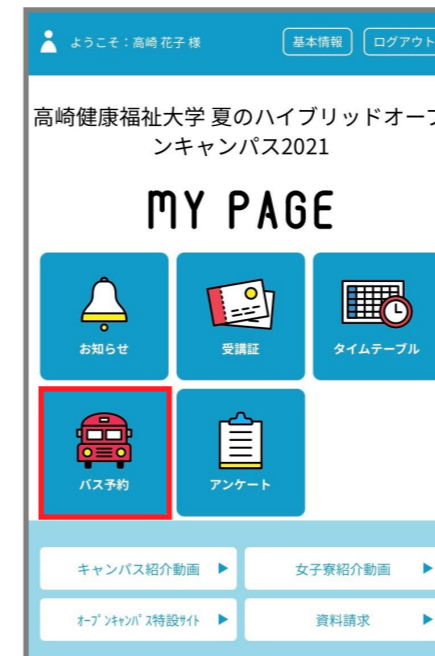 ようこそ：高崎 花子 様
基本情報
ログアウト
高崎健康福祉大学 夏のハイブリッドオープ
ンキャンパス2021
MY PAGE
お知らせ
受講証
タイムテーブル
バス予約
アンケート
キャンパス紹介動画 ▶
女子寮紹介動画 ▶
ｵｰﾌﾟﾝｷｬﾝﾊﾟｽ特設ｻｲﾄ ▶
資料請求 ▶